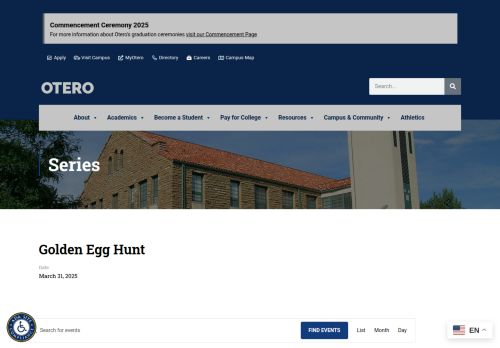 Commencement Ceremony 2025
For more information about Otero's graduation ceremonies visit our Commencement Page
Apply Visit Campus MyOtero Directory Careers Campus Map
OTERO
Search...
About Academics Become a Student Pay for College Resources Campus & Community Athletics
Series
Golden Egg Hunt
Date
March 31, 2025
Search for events FIND EVENTS List Month Day
EN